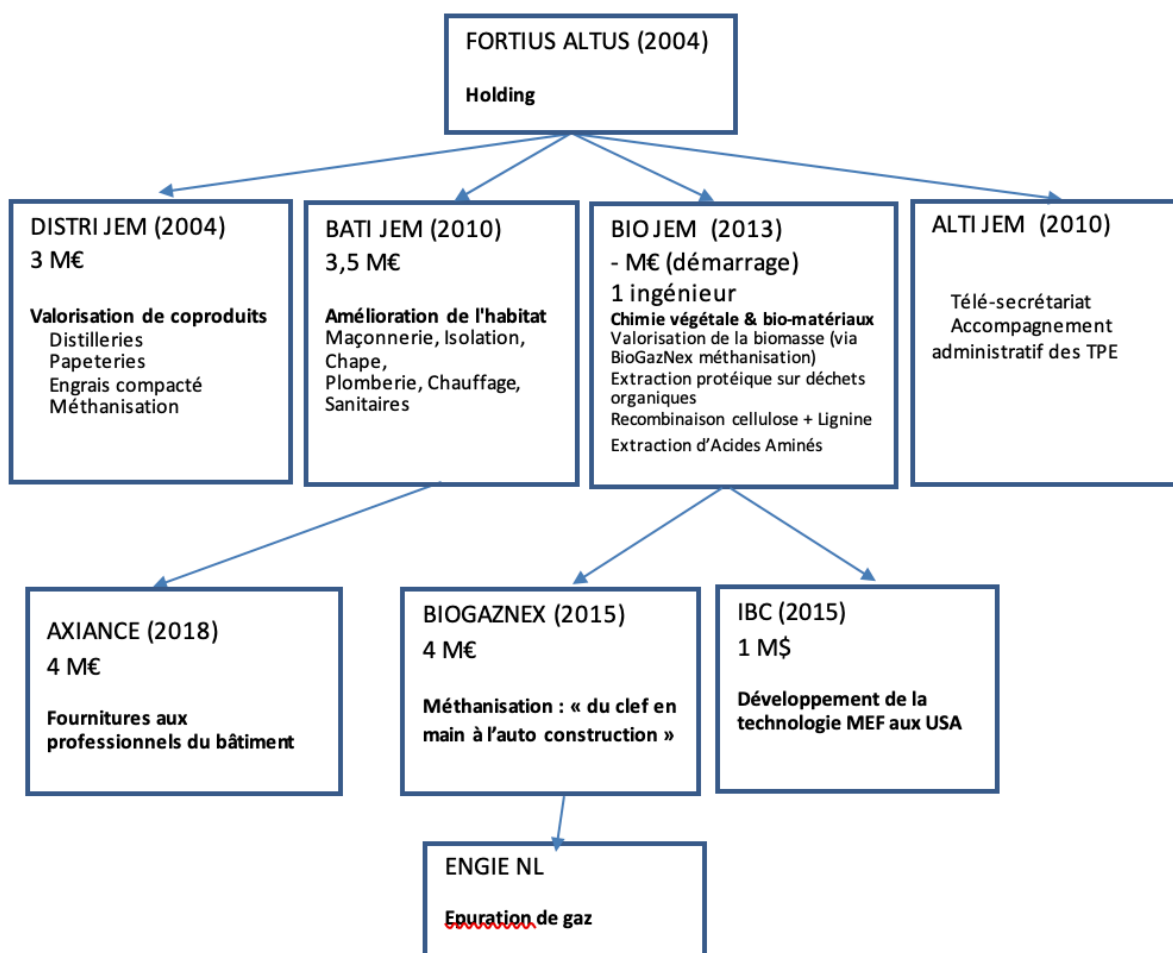 FORTIUS ALTUS (2004)
Holding
DISTRI JEM (2004)
3 M€
Valorisation de coproduits
Distilleries
Papeteries
Engrais compacté
Méthanisation
BATI JEM (2010)
3,5 M€
Amélioration de l'habitat
Maçonnerie, Isolation,
Chape,
Plomberie, Chauffage,
Sanitaires
BIO JEM (2013)
- M€ (démarrage)
1 ingénieur
Chimie végétale & bio-matériaux
Valorisation de la biomasse (via
BioGazNex méthanisation)
Extraction protéique sur déchets
organiques
Recombinaison cellulose + Lignine
Extraction d’Acides Aminés
ALTI JEM (2010)
Télé-secrétariat
Accompagnement
administratif des TPE
AXIANCE (2018)
4 M€
Fournitures aux
professionnels du bâtiment
BIOGAZNEX (2015)
4 M€
Méthanisation : « du clef en
main à l’auto construction »
IBC (2015)
1 M$
Développement de la
technologie MEF aux USA
ENGIE NL
Epuration de gaz